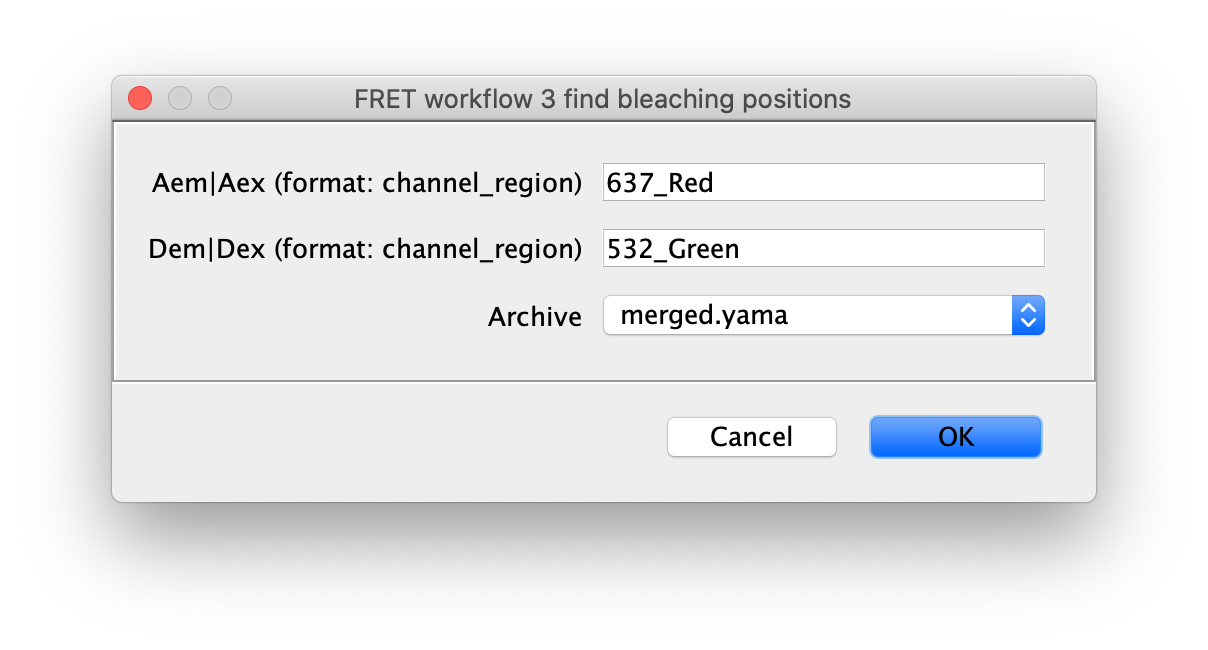 FRET workflow 3 find bleaching positions
Aem|Aex (format: channel_region) 637_Red
Dem|Dex (format: channel_region) 532_Green
Archive merged.yama
Cancel OK